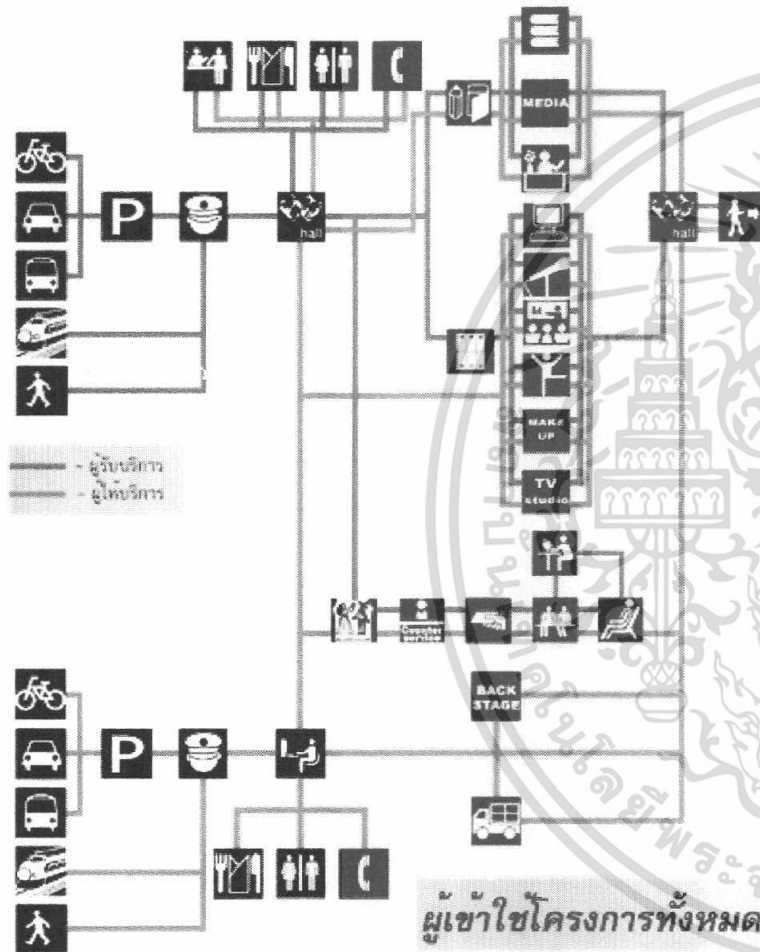 MEDIA
P
hall
hall
MAKE
UP
- ผู้รับบริการ
- ผู้ให้บริการ
TV
studio
Counter
service
BACK
STAGE
P
ผู้เข้าใช้โครงการทั้งหมด